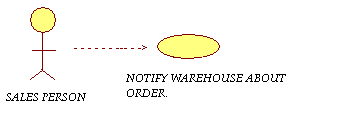 NOTIFY WAREHOUSE ABOUT
ORDER.
SALES PERSON